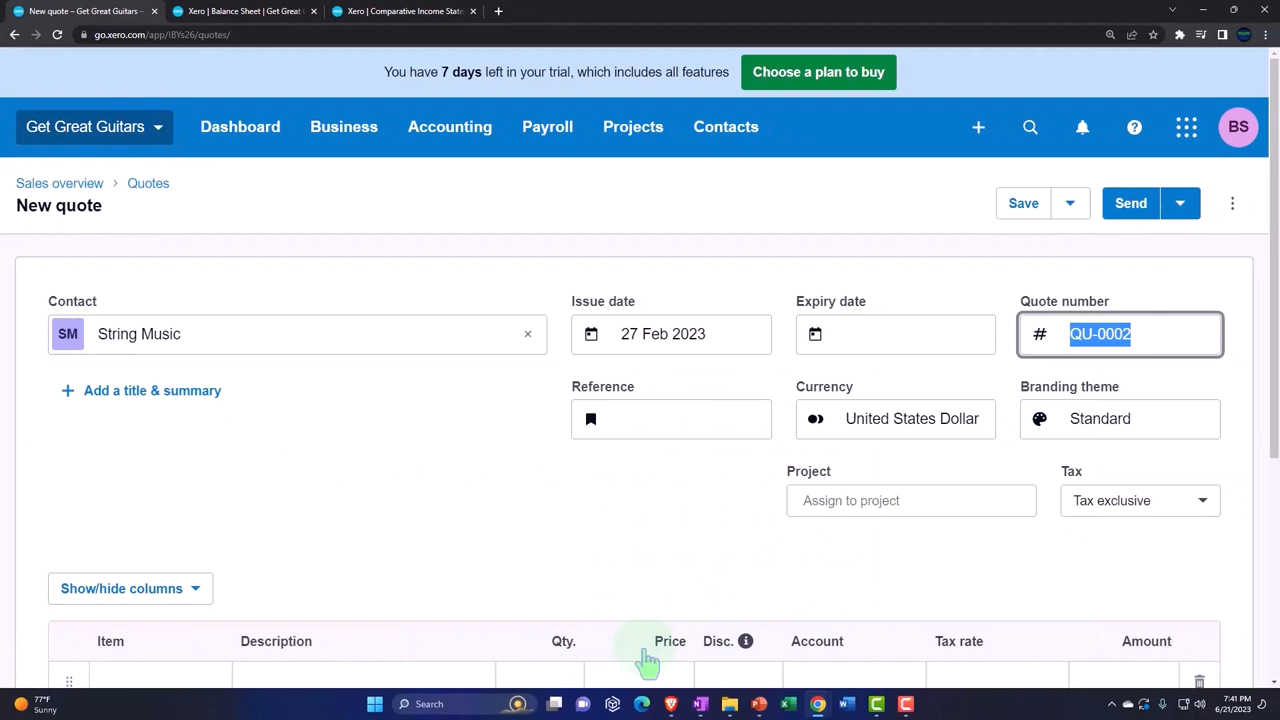 New quote – Get Great Guitars –
Xero | Balance Sheet | Get Great
Xero | Comparative Income State
go.xero.com/app/!BYs26/quotes/
You have 7 days left in your trial, which includes all features
Choose a plan to buy
Get Great Guitars
Dashboard
Business
Accounting
Payroll
Projects
Contacts
BS
Sales overview
Quotes
New quote
Save
Send
Contact
Issue date
Expiry date
Quote number
SM
String Music
27 Feb 2023
QU-0002
Add a title & summary
Reference
Currency
Branding theme
United States Dollar
Standard
Project
Tax
Assign to project
Tax exclusive
Show/hide columns
Item
Description
Qty.
Price
Disc.
Account
Tax rate
Amount
77°F
Sunny
Search
7:41 PM
6/21/2023